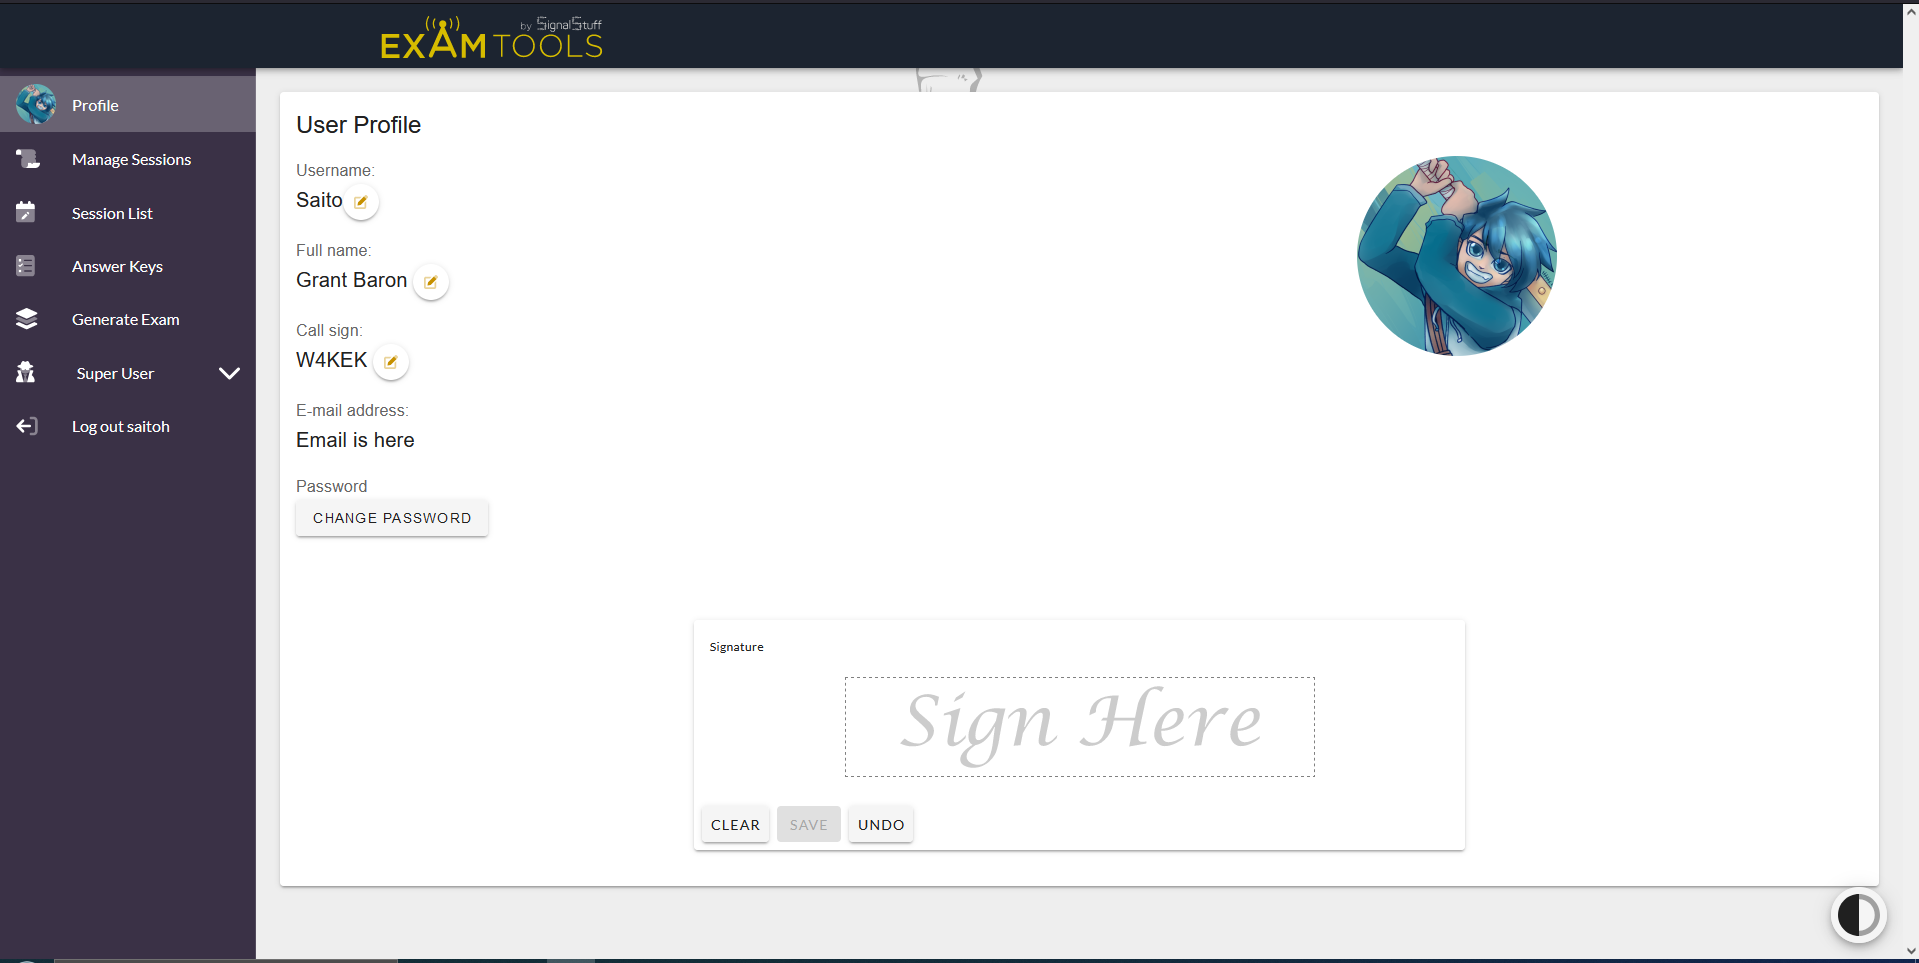 by SignalStuff
EXAMTOOLS
Profile
Manage Sessions
Session List
Answer Keys
Generate Exam
Super User
Log out saitoh
User Profile
Username:
Saito
Full name:
Grant Baron
Call sign:
W4KEK
E-mail address:
Email is here
Password
CHANGE PASSWORD
Signature
Sign Here
CLEAR SAVE UNDO